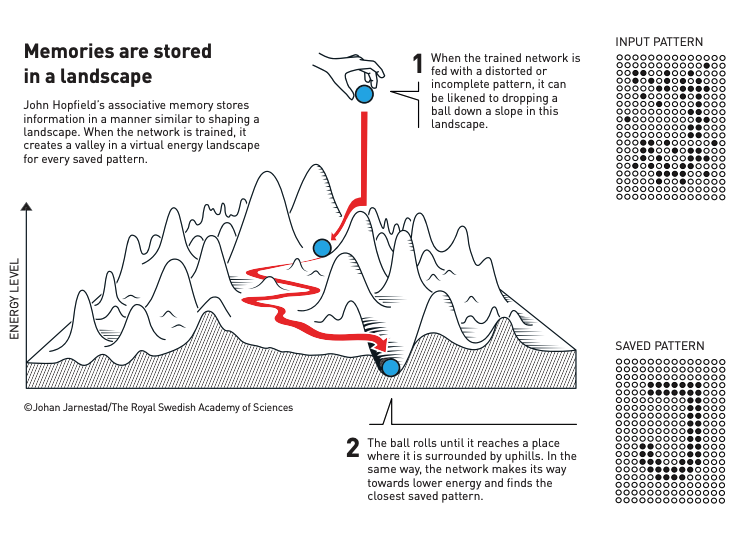 Memories are stored
in a landscape
John Hopfield's associative memory stores
information in a manner similar to shaping a
landscape. When the network is trained, it
creates a valley in a virtual energy landscape
for every saved pattern.
1
When the trained network is
fed with a distorted or
incomplete pattern, it can
be likened to dropping a
ball down a slope in this
landscape.
INPUT PATTERN
ENERGY LEVEL
SAVED PATTERN
©Johan Jarnestad/The Royal Swedish Academy of Sciences
2
The ball rolls until it reaches a place
where it is surrounded by uphills. In the
same way, the network makes its way
towards lower energy and finds the
closest saved pattern.